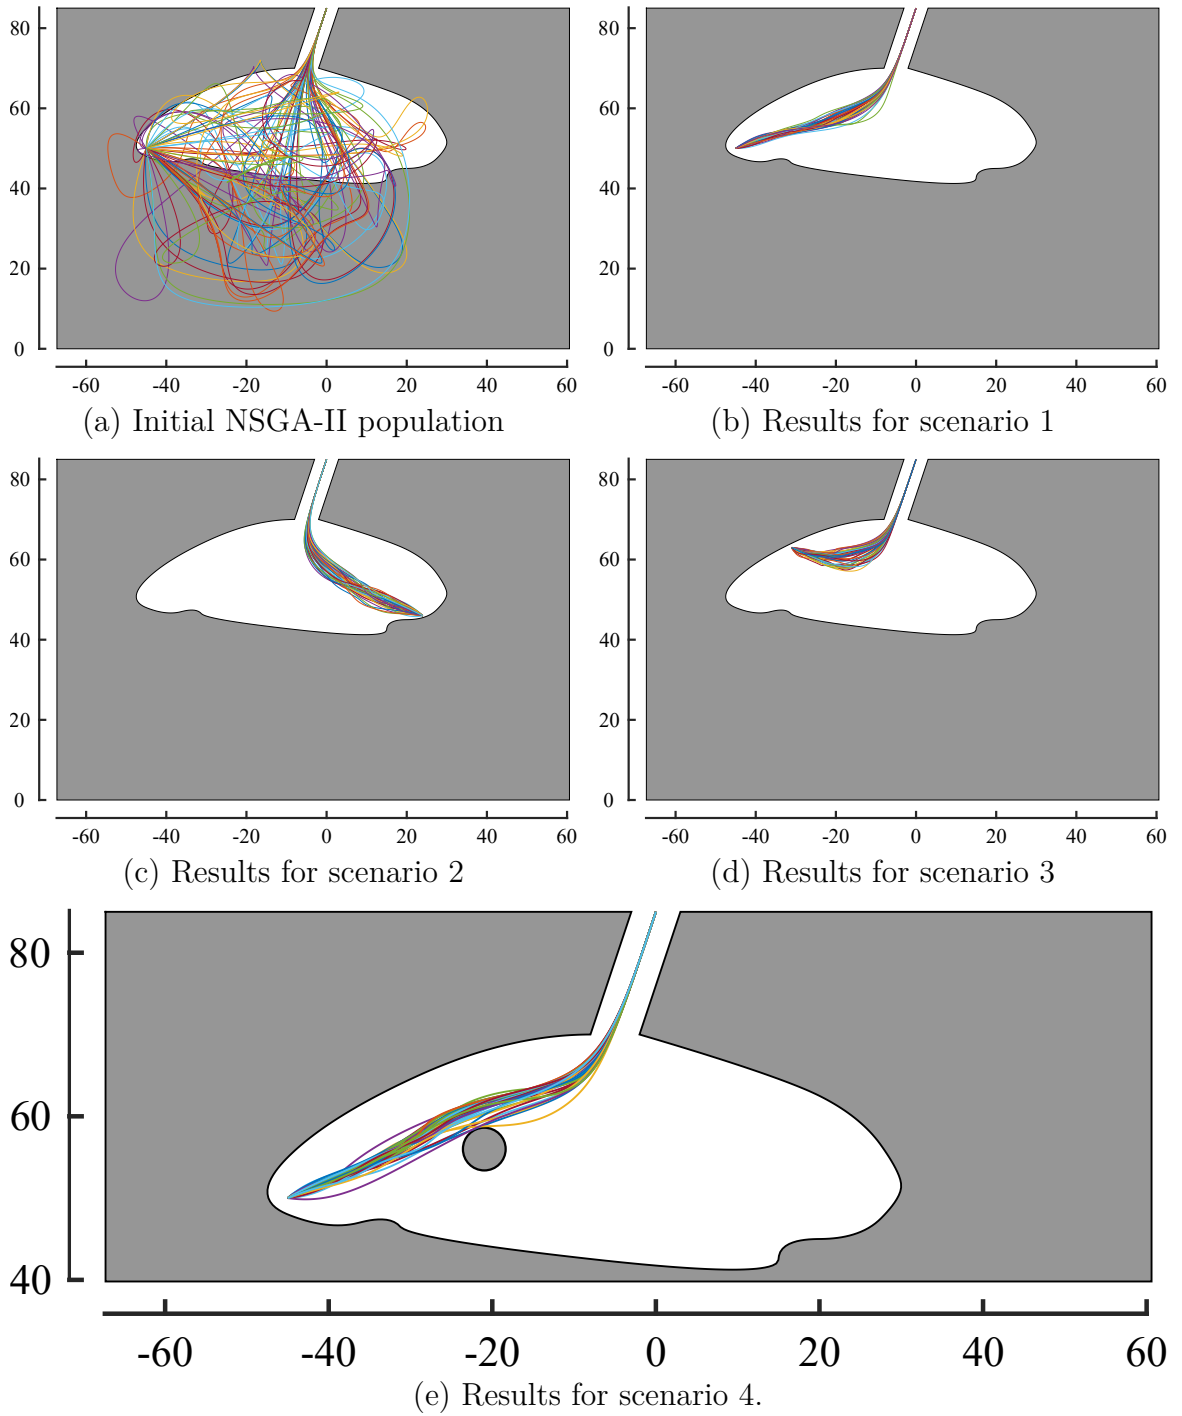 80
60
40
20
0
-60 -40 -20 0 20 40 60
(a) Initial NSGA-II population
80
60
40
20
0
-60 -40 -20 0 20 40 60
(b) Results for scenario 1
80
60
40
20
0
-60 -40 -20 0 20 40 60
(c) Results for scenario 2
80
60
40
20
0
-60 -40 -20 0 20 40 60
(d) Results for scenario 3
80
60
40
-60 -40 -20 0 20 40 60
(e) Results for scenario 4.